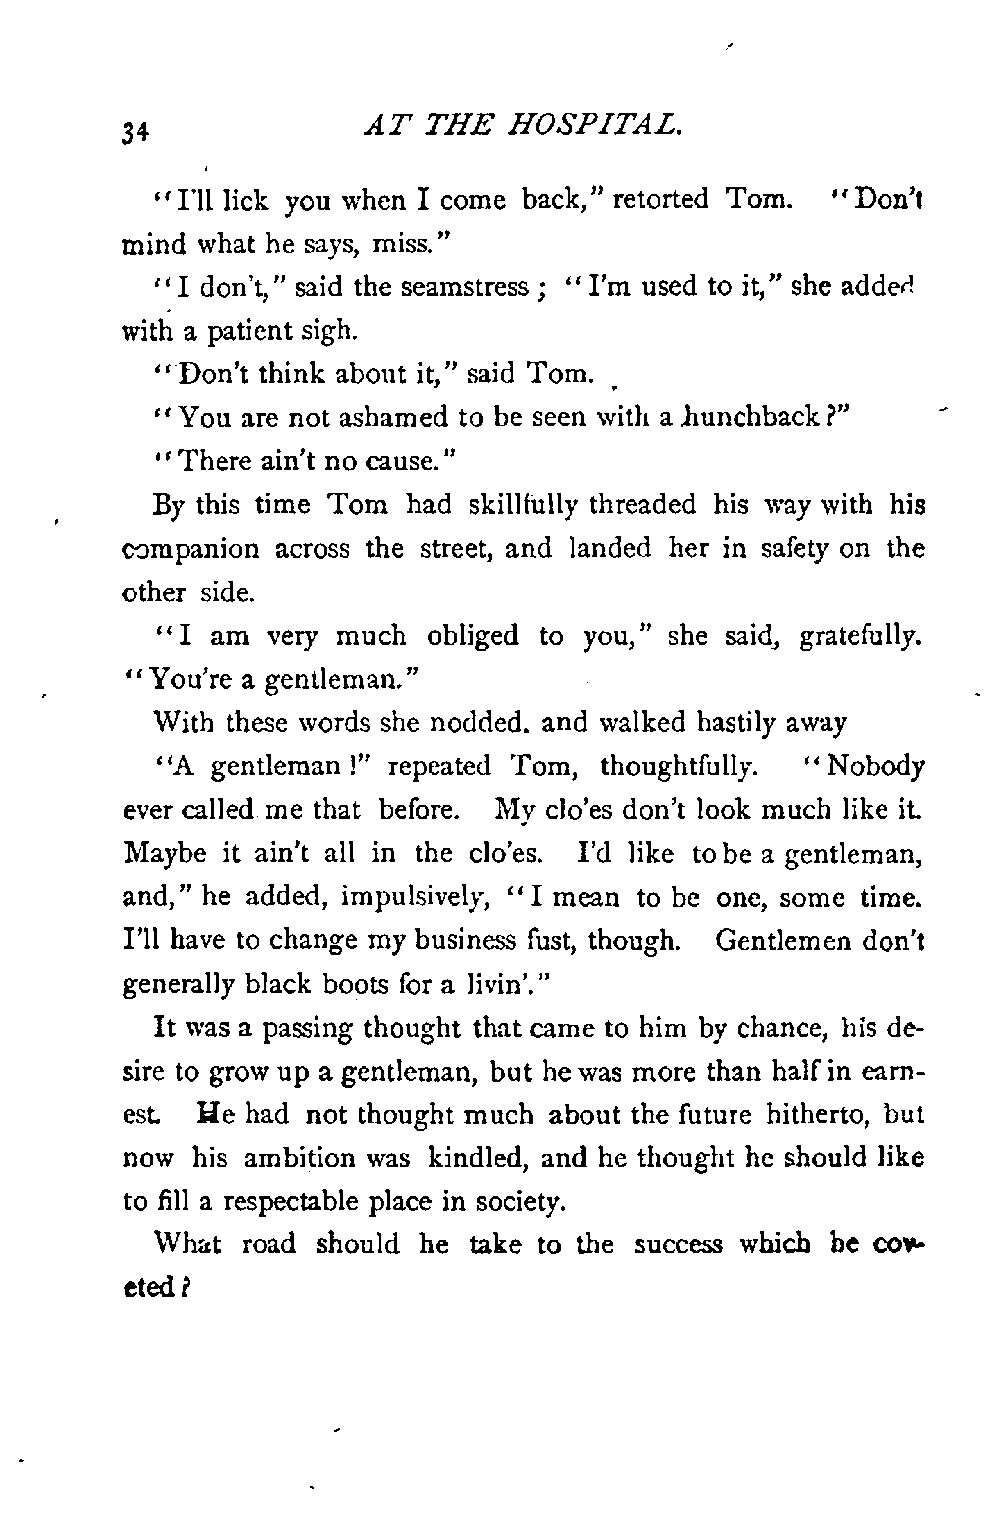 34 AT THE HOSPITAL.
"I'll lick you when I come back," retorted Tom. "Don't
mind what he says, miss."
"I don't," said the seamstress; "I'm used to it," she added
with a patient sigh.
"Don't think about it," said Tom.
"You are not ashamed to be seen with a hunchback?"
"There ain't no cause."
By this time Tom had skillfully threaded his way with his
companion across the street, and landed her in safety on the
other side.
"I am very much obliged to you," she said, gratefully.
"You're a gentleman."
With these words she nodded. and walked hastily away
"A gentleman!" repeated Tom, thoughtfully. "Nobody
ever called me that before. My clo'es don't look much like it.
Maybe it ain't all in the clo'es. I'd like to be a gentleman,
and," he added, impulsively, "I mean to be one, some time.
I'll have to change my business fust, though. Gentlemen don't
generally black boots for a livin'."
It was a passing thought that came to him by chance, his de-
sire to grow up a gentleman, but he was more than half in earn-
est. He had not thought much about the future hitherto, but
now his ambition was kindled, and he thought he should like
to fill a respectable place in society.
What road should he take to the success which he cov-
eted?